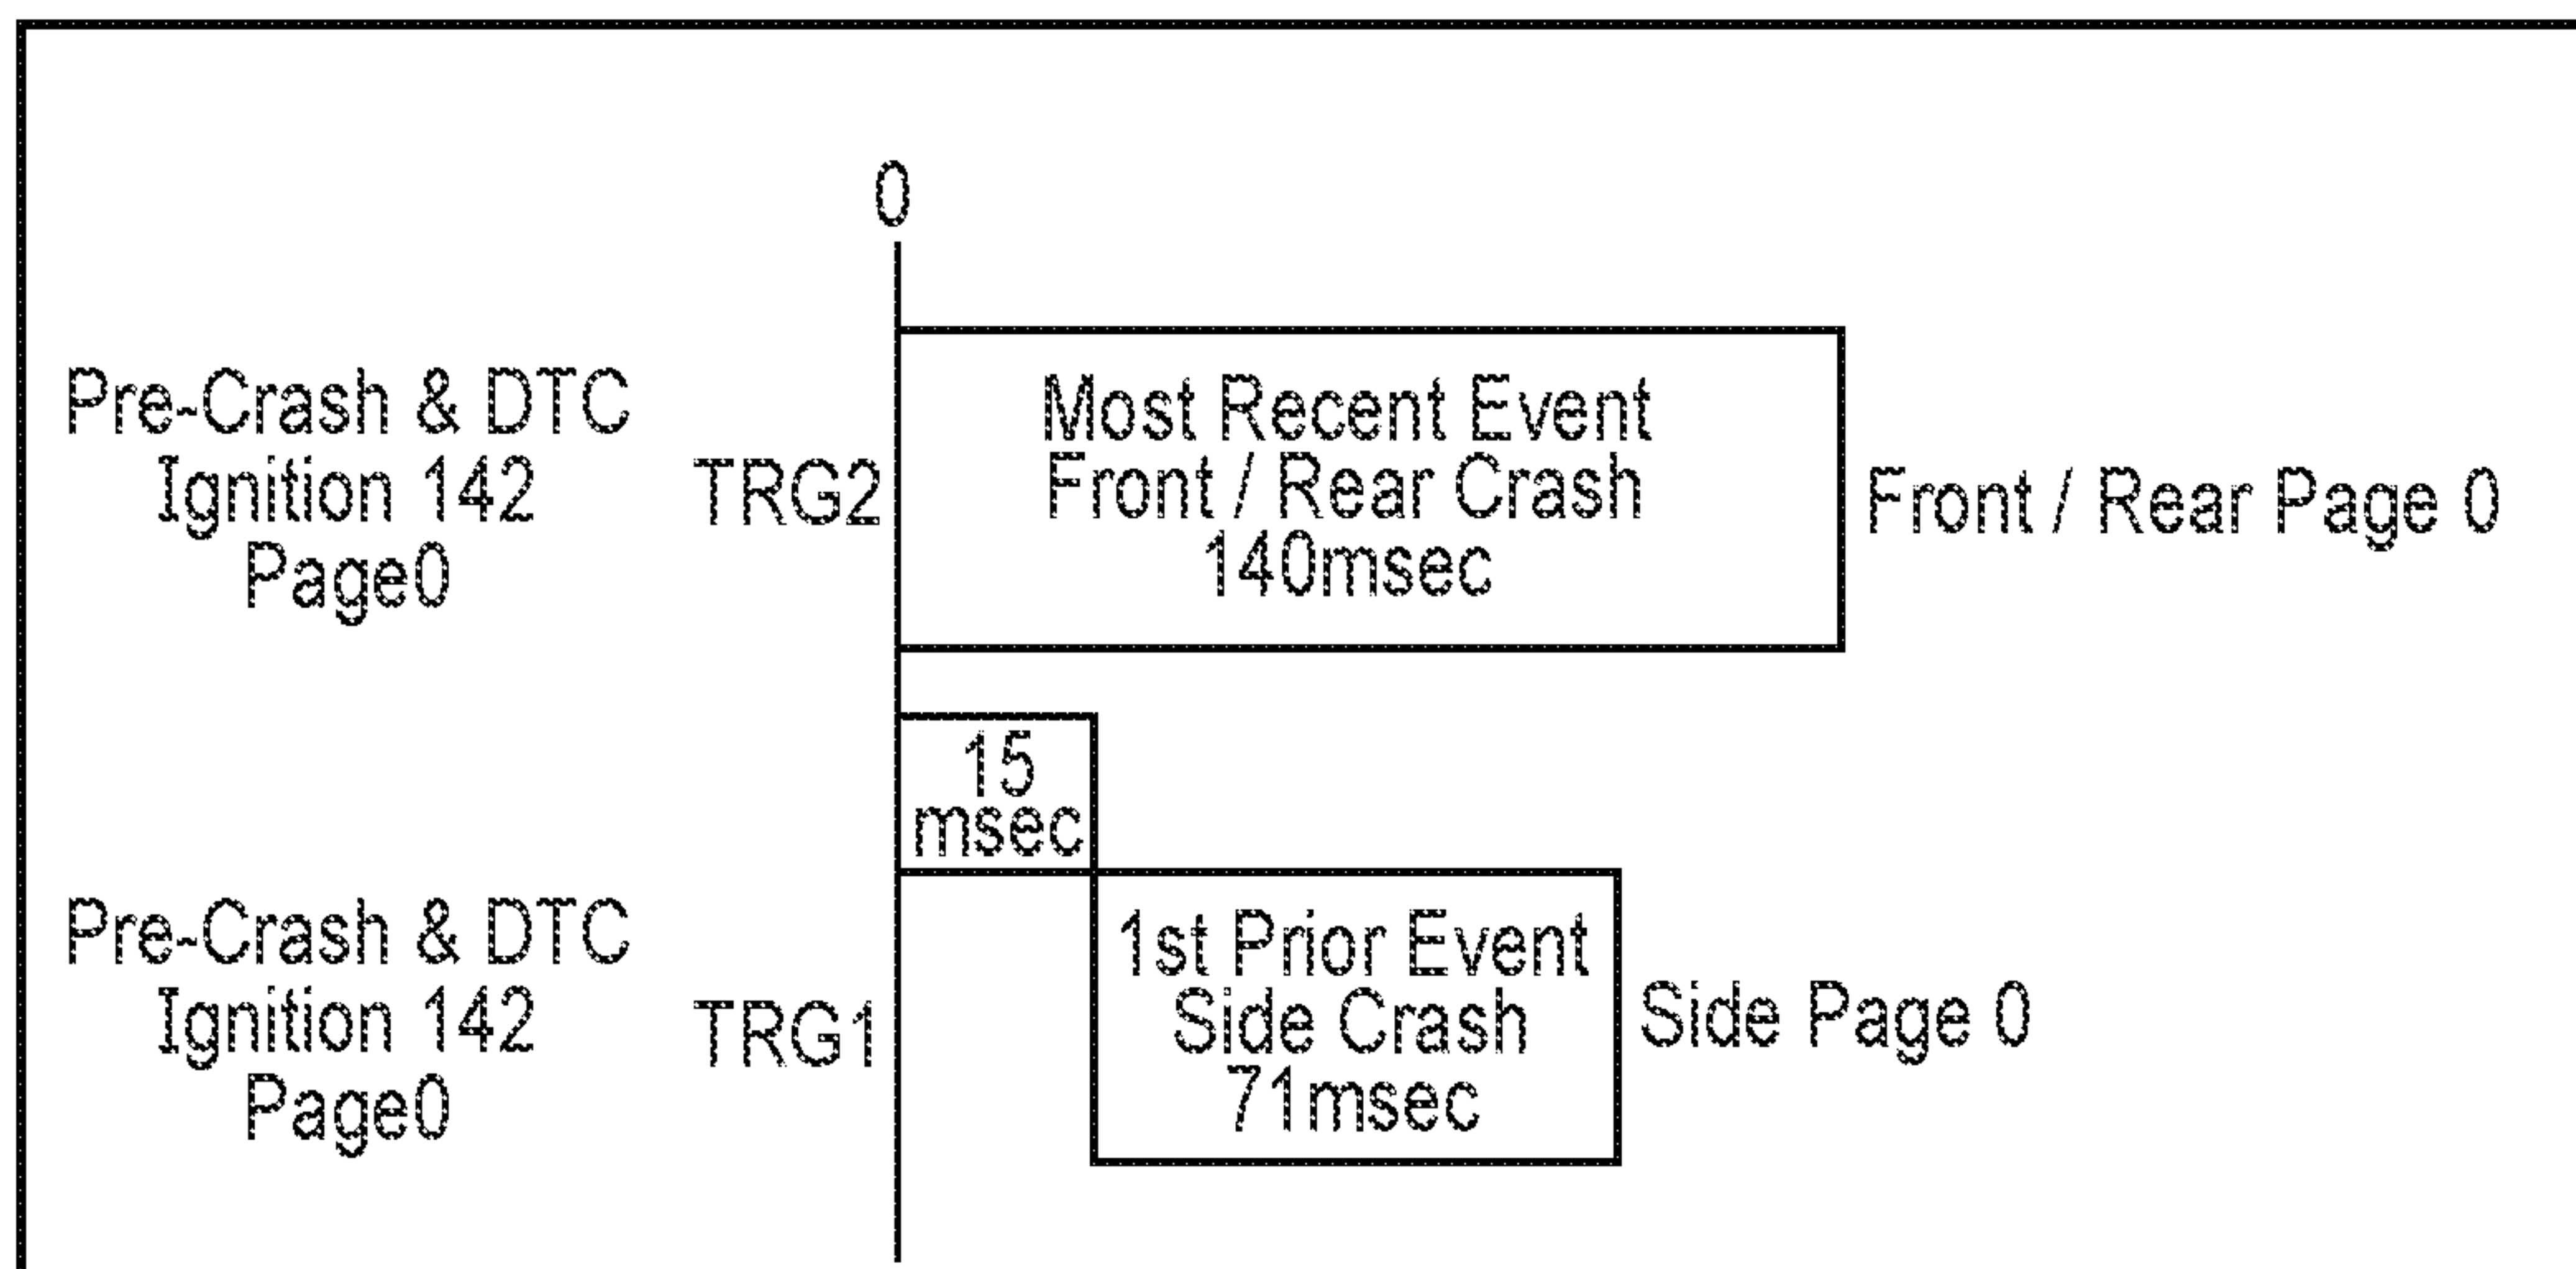 0
Pre-Crash & DTC
Ignition 142
Page0
TRG2
Most Recent Event
Front / Rear Crash
140msec
Front / Rear Page 0
15
msec
Pre-Crash & DTC
Ignition 142
Page0
TRG1
1st Prior Event
Side Crash
71msec
Side Page 0